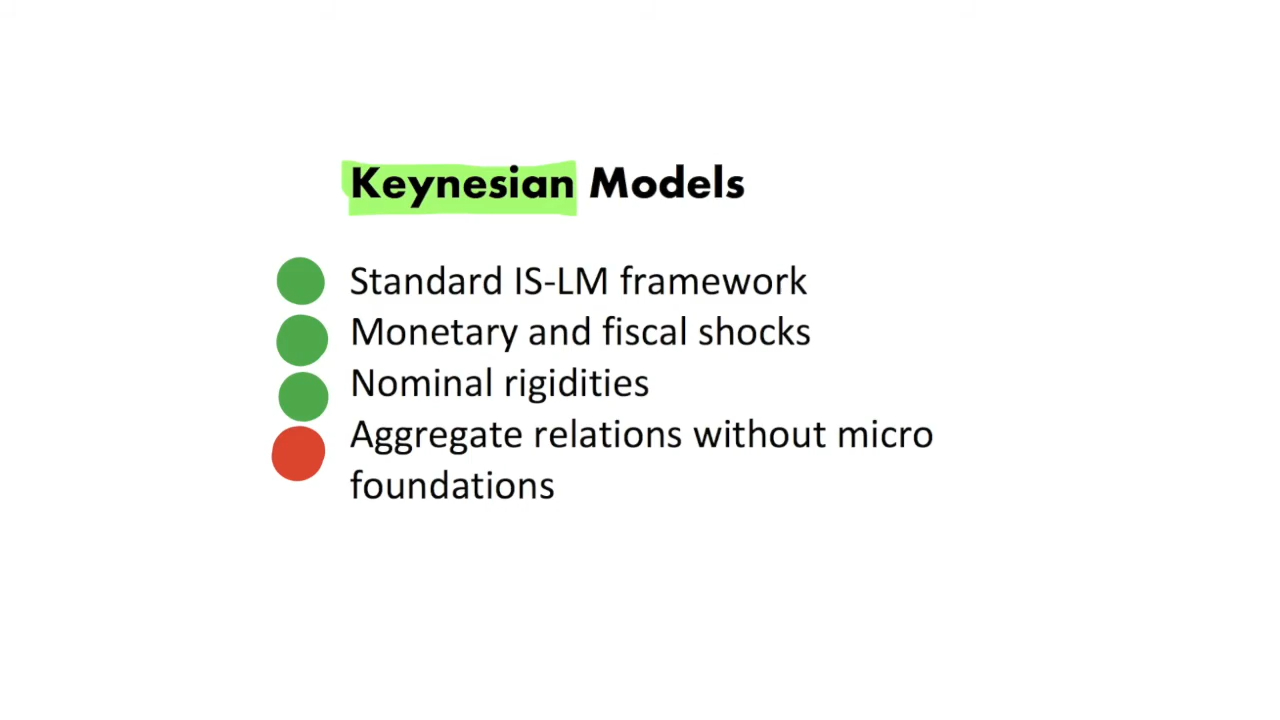 Keynesian Models
Standard IS-LM framework
Monetary and fiscal shocks
Nominal rigidities
Aggregate relations without micro
foundations